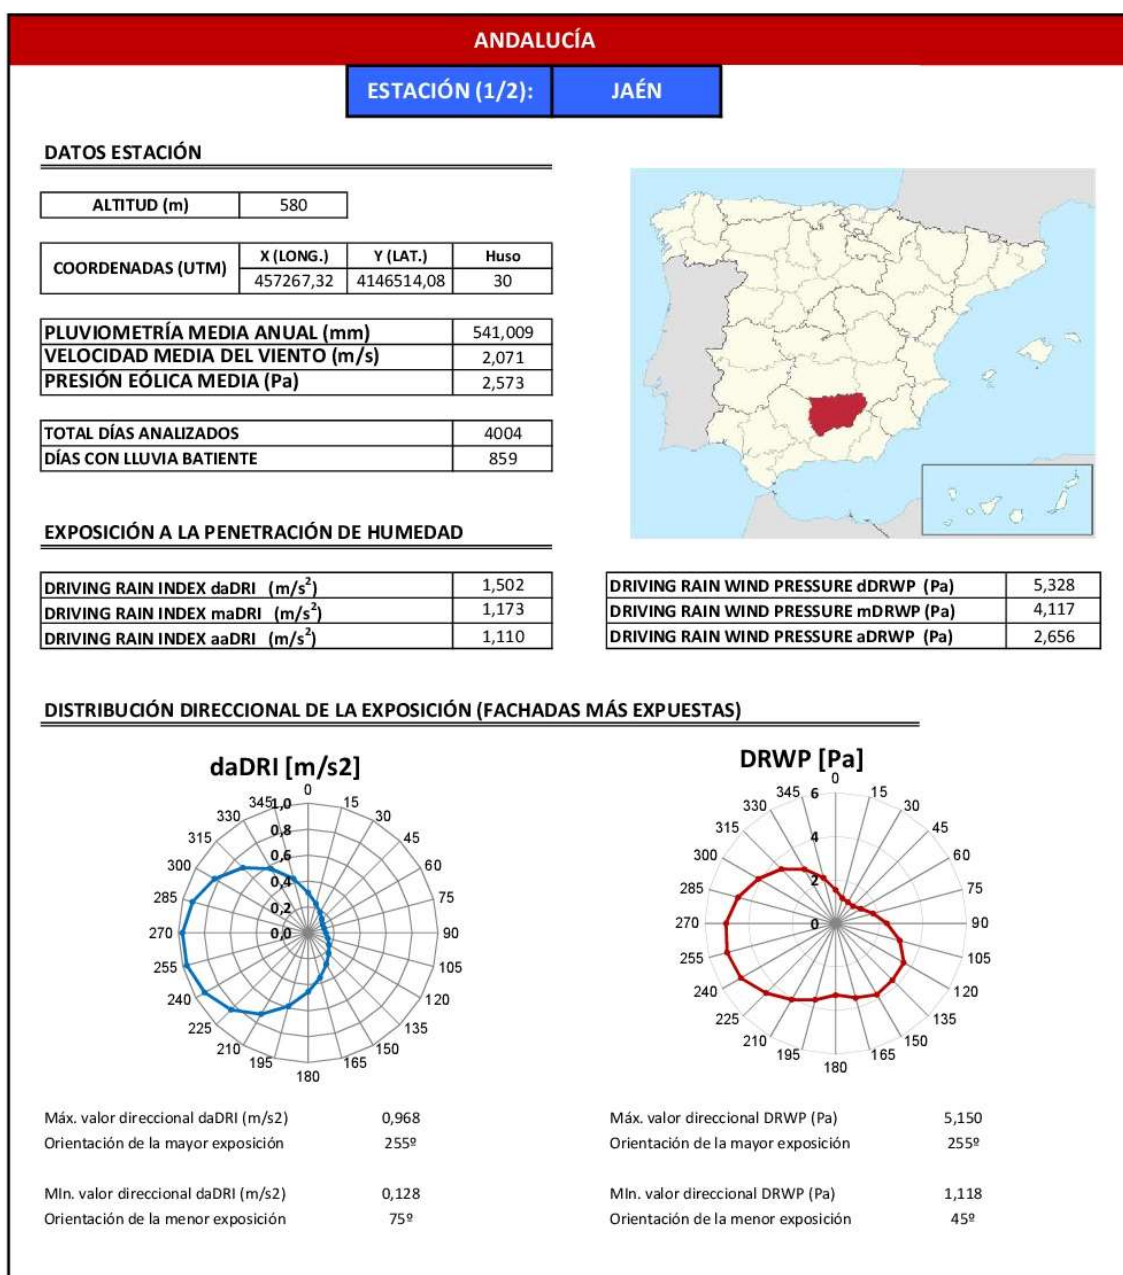 ANDALUCÍA
ESTACIÓN (1/2): JAÉN
DATOS ESTACIÓN
ALTITUD (m) 580
COORDENADAS (UTM) X (LONG.) Y (LAT.) Huso
457267,32 4146514,08 30
PLUVIOMETRÍA MEDIA ANUAL (mm) 541,009
VELOCIDAD MEDIA DEL VIENTO (m/s) 2,071
PRESIÓN EÓLICA MEDIA (Pa) 2,573
TOTAL DÍAS ANALIZADOS 4004
DÍAS CON LLUVIA BATIENTE 859
EXPOSICIÓN A LA PENETRACIÓN DE HUMEDAD
DRIVING RAIN INDEX daDRI (m/s²) 1,502
DRIVING RAIN INDEX maDRI (m/s²) 1,173
DRIVING RAIN INDEX aaDRI (m/s²) 1,110
DRIVING RAIN WIND PRESSURE dDRWP (Pa) 5,328
DRIVING RAIN WIND PRESSURE mDRWP (Pa) 4,117
DRIVING RAIN WIND PRESSURE aDRWP (Pa) 2,656
DISTRIBUCIÓN DIRECCIONAL DE LA EXPOSICIÓN (FACHADAS MÁS EXPUESTAS)
daDRI [m/s2]
0
345 1,0 15
330 30
0,8
315 45
0,6
300 60
0,4
285 75
0,2
270 0,0 90
255 105
240 120
225 135
210 150
195 165
180
DRWP [Pa]
0
345 6 15
330 30
315 45
4
300 60
2
285 75
270 0 90
255 105
240 120
225 135
210 150
195 165
180
Máx. valor direccional daDRI (m/s2) 0,968
Orientación de la mayor exposición 255º
MIn. valor direccional daDRI (m/s2) 0,128
Orientación de la menor exposición 75º
Máx. valor direccional DRWP (Pa) 5,150
Orientación de la mayor exposición 255º
MIn. valor direccional DRWP (Pa) 1,118
Orientación de la menor exposición 45º